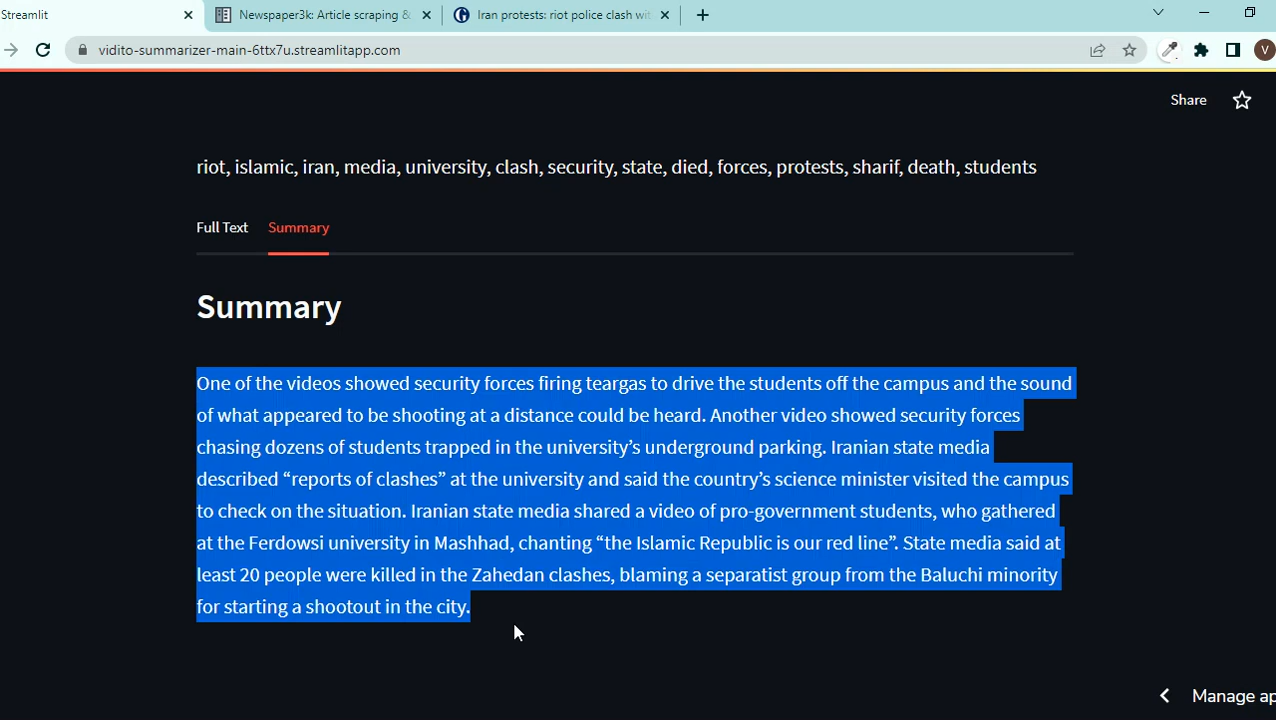 Streamlit
Newspaper3k: Article scraping &
Iran protests: riot police clash wit
vidito-summarizer-main-6ttx7u.streamlitapp.com
V
Share
riot, islamic, iran, media, university, clash, security, state, died, forces, protests, sharif, death, students
Full Text
Summary
Summary
One of the videos showed security forces firing teargas to drive the students off the campus and the sound
of what appeared to be shooting at a distance could be heard. Another video showed security forces
chasing dozens of students trapped in the university’s underground parking. Iranian state media
described “reports of clashes” at the university and said the country’s science minister visited the campus
to check on the situation. Iranian state media shared a video of pro-government students, who gathered
at the Ferdowsi university in Mashhad, chanting “the Islamic Republic is our red line”. State media said at
least 20 people were killed in the Zahedan clashes, blaming a separatist group from the Baluchi minority
for starting a shootout in the city.
Manage ap